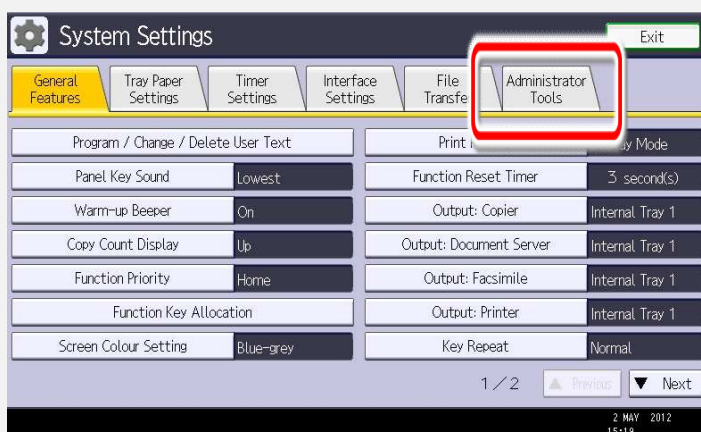 System Settings
Exit
General
Features
Tray Paper
Settings
Timer
Settings
Interface
Settings
File
Transfe
Administrator
Tools
Program / Change / Delete User Text
Print
Mode
Panel Key Sound
Lowest
Function Reset Timer
3 second(s)
Warm-up Beeper
On
Output: Copier
Internal Tray 1
Copy Count Display
Up
Output: Document Server
Internal Tray 1
Function Priority
Home
Output: Facsimile
Internal Tray 1
Function Key Allocation
Output: Printer
Internal Tray 1
Screen Colour Setting
Blue-grey
Key Repeat
Normal
1/2
▲ Previous
▼ Next
2 MAY 2012
15:19